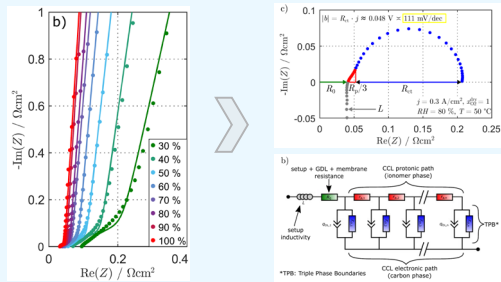 b)
-Im(Z) / Ωcm²
1
0.8
0.6
0.4
0.2
0
0
0.2
0.4
Re(Z) / Ωcm²
30 %
40 %
50 %
60 %
70 %
80 %
90 %
100 %
c)
|b| = Rct · j ≈ 0.048 V = 111 mV/dec
-Im(Z) / Ωcm²
0.1
0.05
0
-0.05
R0
Rp/3
Rct
L
j = 0.3 A/cm²,
RH = 80 %, T = 50 °C
0
0.05
0.1
0.15
0.2
0.25
Re(Z) / Ωcm²
b)
setup + GDL + membrane
resistance
CCL protonic path
(ionomer phase)
setup
inductivity
TPB*
CCL electronic path
(carbon phase)
*TPB: Triple Phase Boundaries